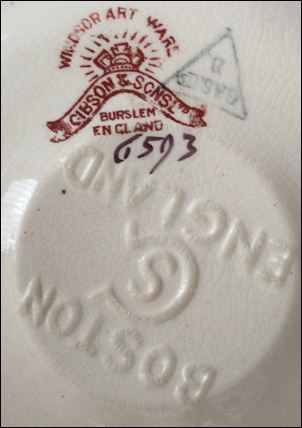 WINDSOR ART WARE
GIBSON & SONS LTD
BURSLEM
ENGLAND
6593
ENGLAND
S
BOSTON